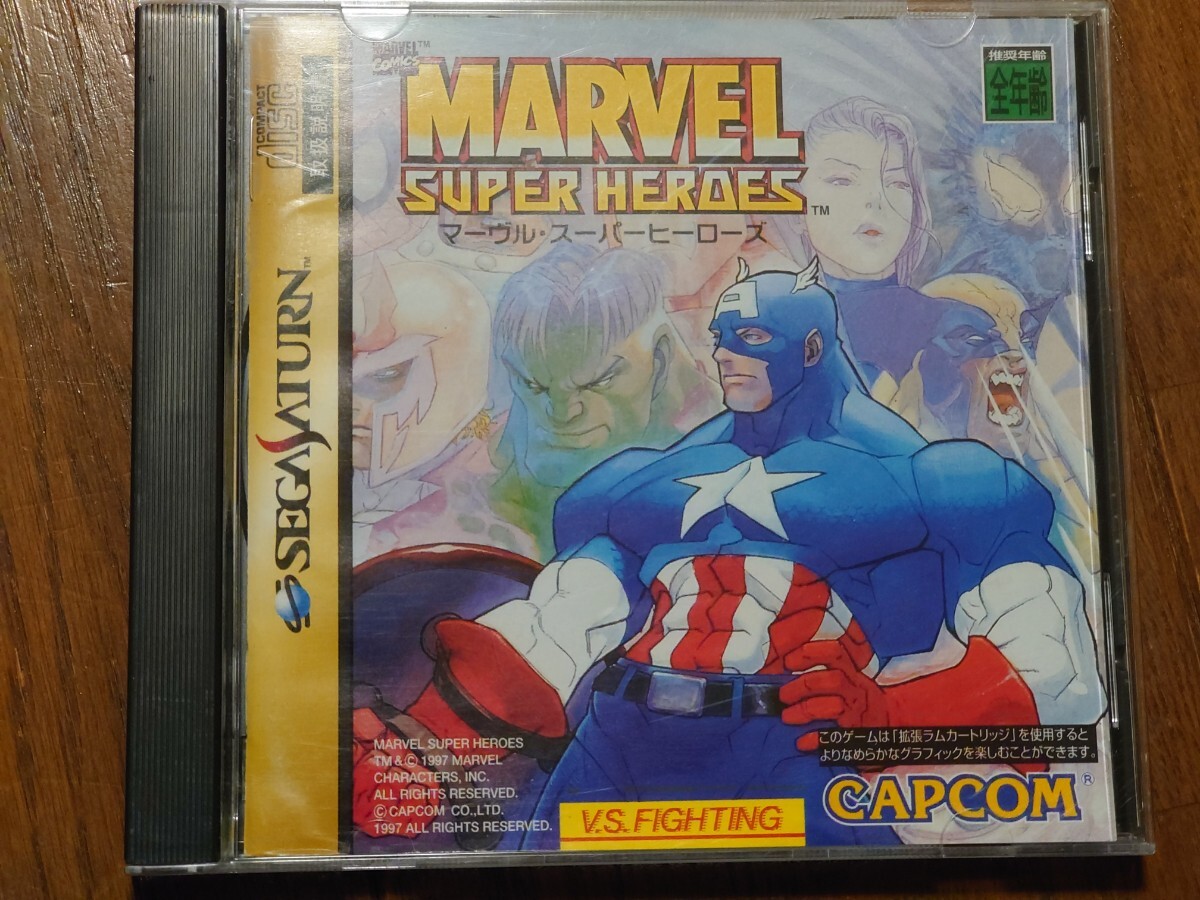 COMPACT
disc
取扱説明
SEGA SATURN™
MARVEL™
COMICS
MARVEL
SUPER HEROES™
マーヴル・スーパーヒーローズ
推奨年齢
全年齢
A
MARVEL SUPER HEROES
TM & © 1997 MARVEL
CHARACTERS, INC.
ALL RIGHTS RESERVED.
© CAPCOM CO.,LTD.
1997 ALL RIGHTS RESERVED.
V.S. FIGHTING
このゲームは「拡張ラムカートリッジ」を使用すると
よりなめらかなグラフィックを楽しむことができます。
CAPCOM®